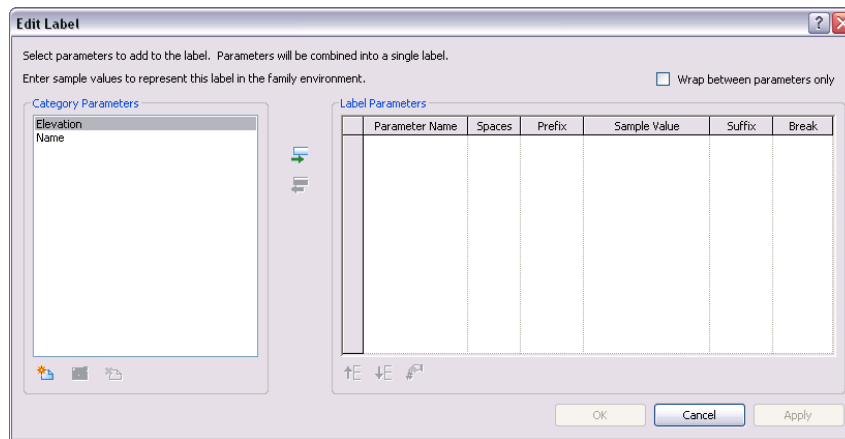 Edit Label
Select parameters to add to the label. Parameters will be combined into a single label.
Enter sample values to represent this label in the family environment.
Wrap between parameters only
Category Parameters
Elevation
Name
Label Parameters
Parameter Name Spaces Prefix Sample Value Suffix Break
OK Cancel Apply